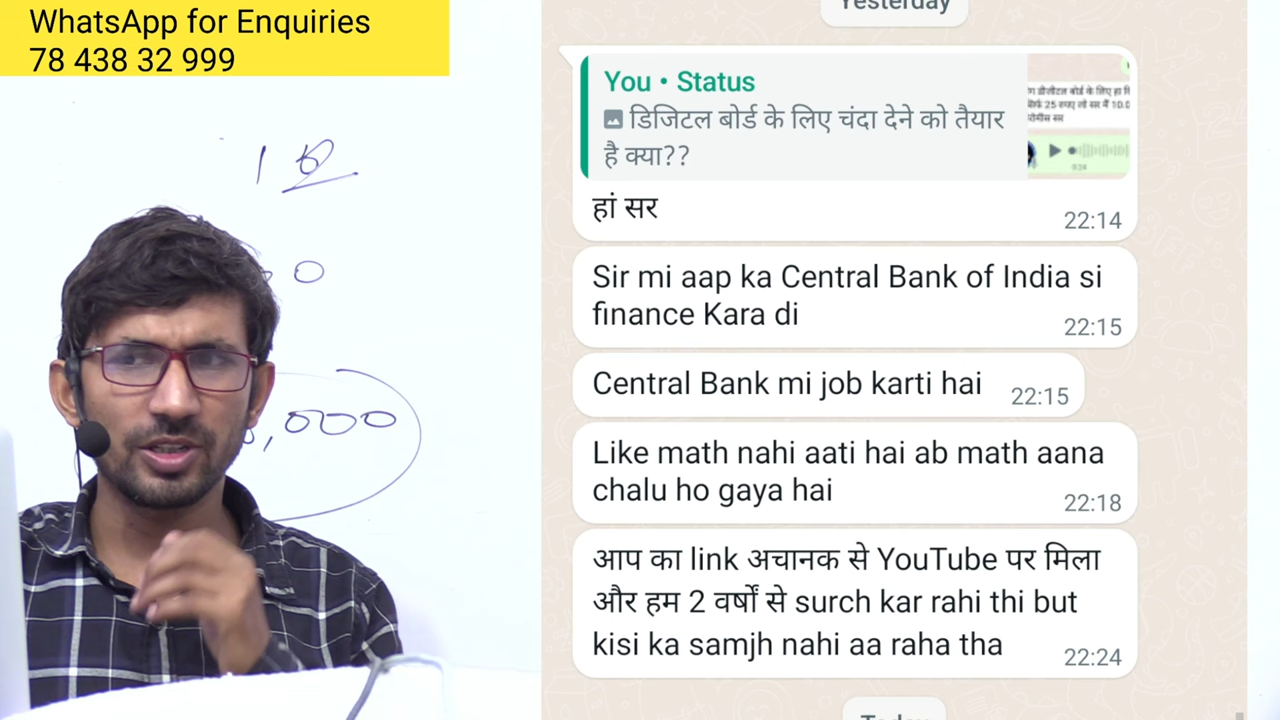 WhatsApp for Enquiries
78 438 32 999
Yesterday
You • Status
डिजिटल बोर्ड के लिए चंदा देने को तैयार
है क्या??
हां सर
22:14
Sir mi aap ka Central Bank of India si
finance Kara di
22:15
Central Bank mi job karti hai
22:15
Like math nahi aati hai ab math aana
chalu ho gaya hai
22:18
आप का link अचानक से YouTube पर मिला
और हम 2 वर्षों से surch kar rahi thi but
kisi ka samjh nahi aa raha tha
22:24
Today